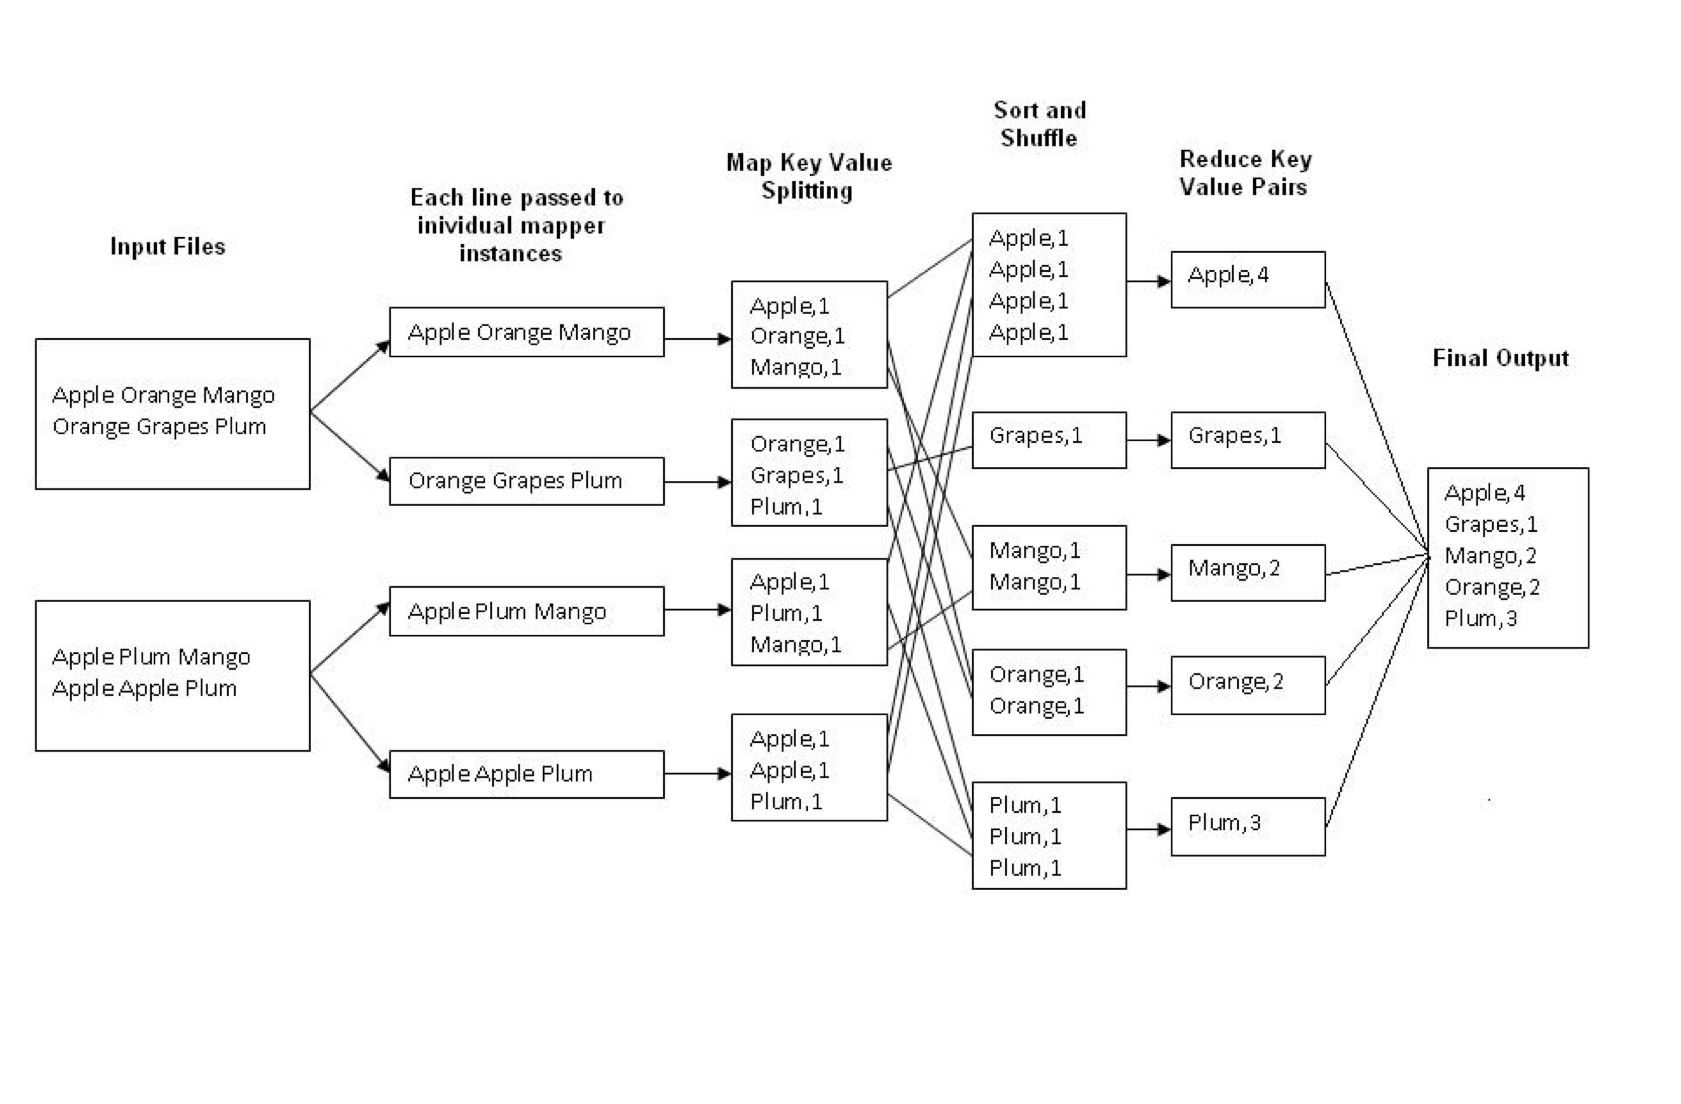 Input Files
Apple Orange Mango
Orange Grapes Plum
Apple Plum Mango
Apple Apple Plum
Each line passed to
inividual mapper
instances
Apple Orange Mango
Orange Grapes Plum
Apple Plum Mango
Apple Apple Plum
Map Key Value
Splitting
Apple,1
Orange,1
Mango,1
Orange,1
Grapes,1
Plum,1
Apple,1
Plum,1
Mango,1
Apple,1
Apple,1
Plum,1
Sort and
Shuffle
Apple,1
Apple,1
Apple,1
Apple,1
Grapes,1
Mango,1
Mango,1
Orange,1
Orange,1
Plum,1
Plum,1
Plum,1
Reduce Key
Value Pairs
Apple,4
Grapes,1
Mango,2
Orange,2
Plum,3
Final Output
Apple,4
Grapes,1
Mango,2
Orange,2
Plum,3